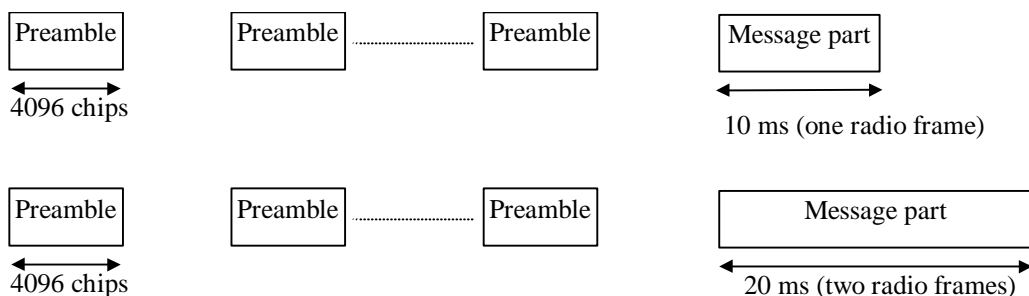 Preamble Preamble Preamble Message part
4096 chips
10 ms (one radio frame)
Preamble Preamble Preamble Message part
4096 chips 20 ms (two radio frames)